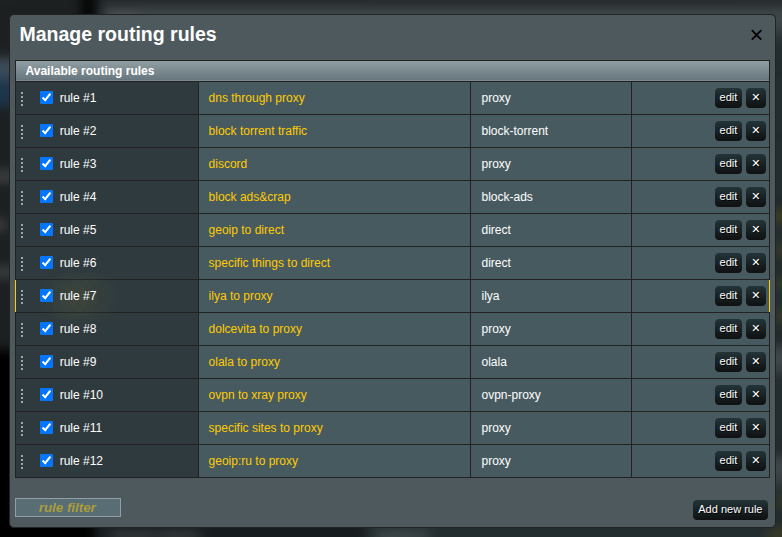 Manage routing rules ✕
Available routing rules
rule #1 dns through proxy proxy edit ✕
rule #2 block torrent traffic block-torrent edit ✕
rule #3 discord proxy edit ✕
rule #4 block ads&crap block-ads edit ✕
rule #5 geoip to direct direct edit ✕
rule #6 specific things to direct direct edit ✕
rule #7 ilya to proxy ilya edit ✕
rule #8 dolcevita to proxy proxy edit ✕
rule #9 olala to proxy olala edit ✕
rule #10 ovpn to xray proxy ovpn-proxy edit ✕
rule #11 specific sites to proxy proxy edit ✕
rule #12 geoip:ru to proxy proxy edit ✕
rule filter Add new rule